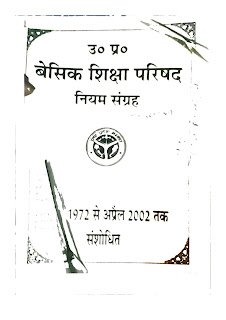 उ० प्र०
बेसिक शिक्षा परिषद
नियम संग्रह
1972 से अप्रैल 2002 तक
संशोधित